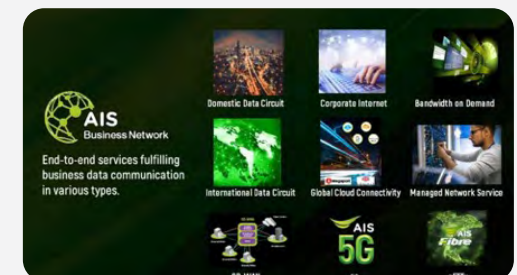 AIS
Business Network
End-to-end services fulfilling
business data communication
in various types.
Domestic Data Circuit
Corporate Internet
Bandwidth on Demand
International Data Circuit
Global Cloud Connectivity
Managed Network Service
AIS
5G
AIS
Fibre